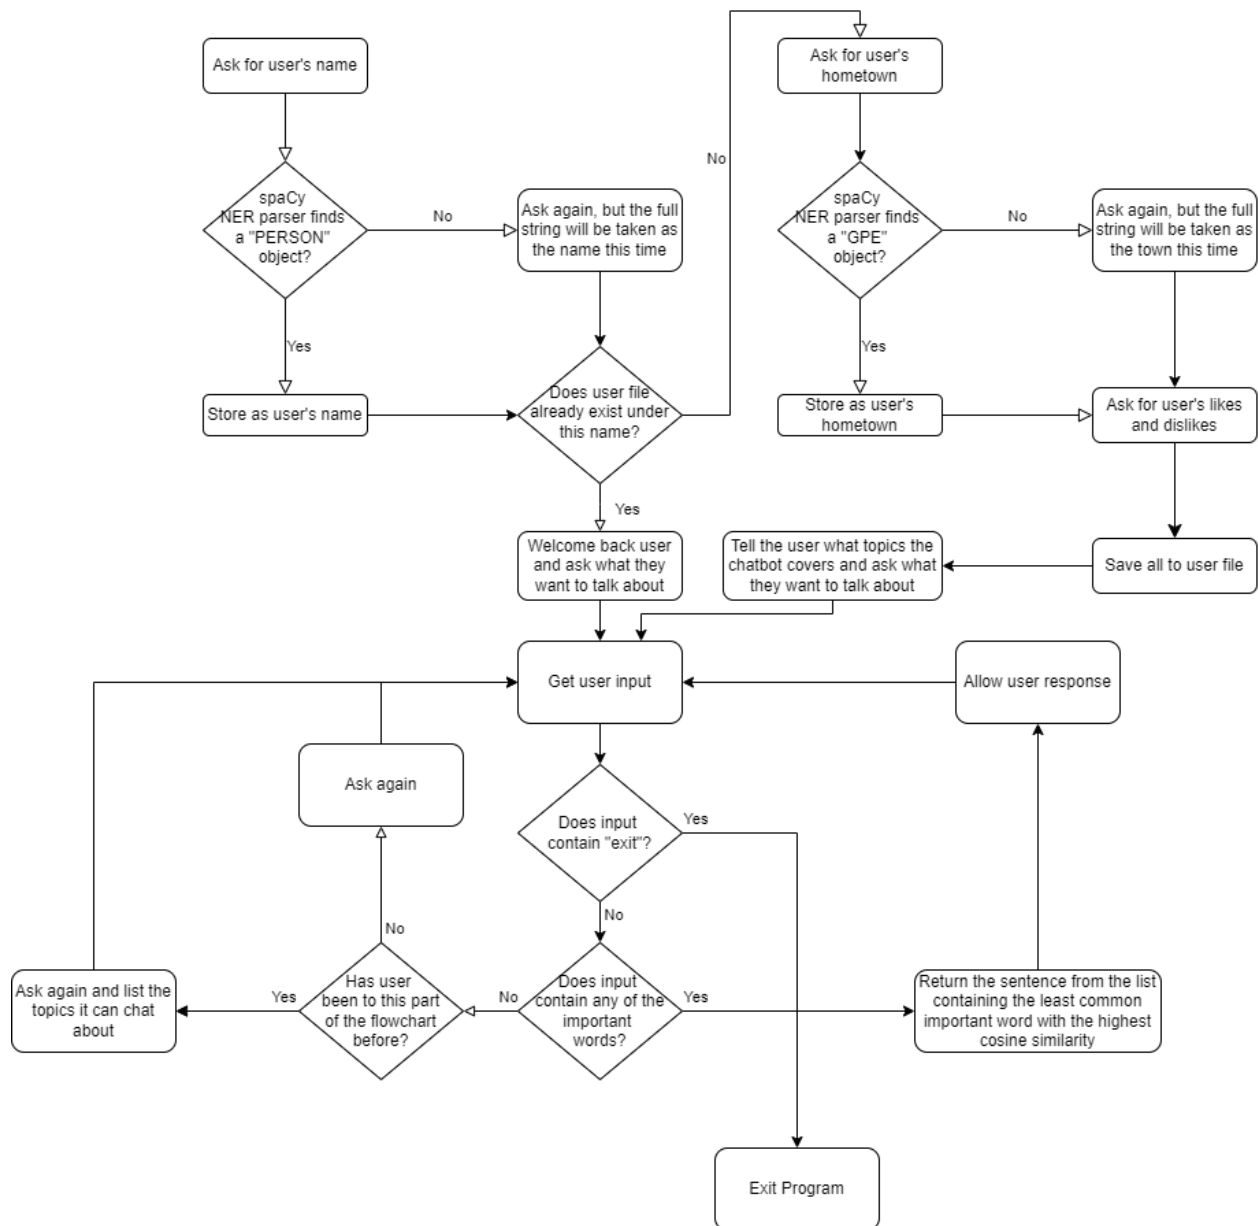 Ask for user's name
Ask for user's
hometown
No
spaCy
NER parser finds
a "PERSON"
object?
No
Ask again, but the full
string will be taken as
the name this time
spaCy
NER parser finds
a "GPE"
object?
No
Ask again, but the full
string will be taken as
the town this time
Yes
Yes
Store as user's name
Does user file
already exist under
this name?
Store as user's
hometown
Ask for user's likes
and dislikes
Yes
Welcome back user
and ask what they
want to talk about
Tell the user what topics the
chatbot covers and ask what
they want to talk about
Save all to user file
Get user input
Allow user response
Ask again
Does input
contain "exit"?
Yes
No
No
Ask again and list the
topics it can chat
about
Yes
Has user
been to this part
of the flowchart
before?
No
Does input
contain any of the
important
words?
Yes
Return the sentence from the list
containing the least common
important word with the highest
cosine similarity
Exit Program